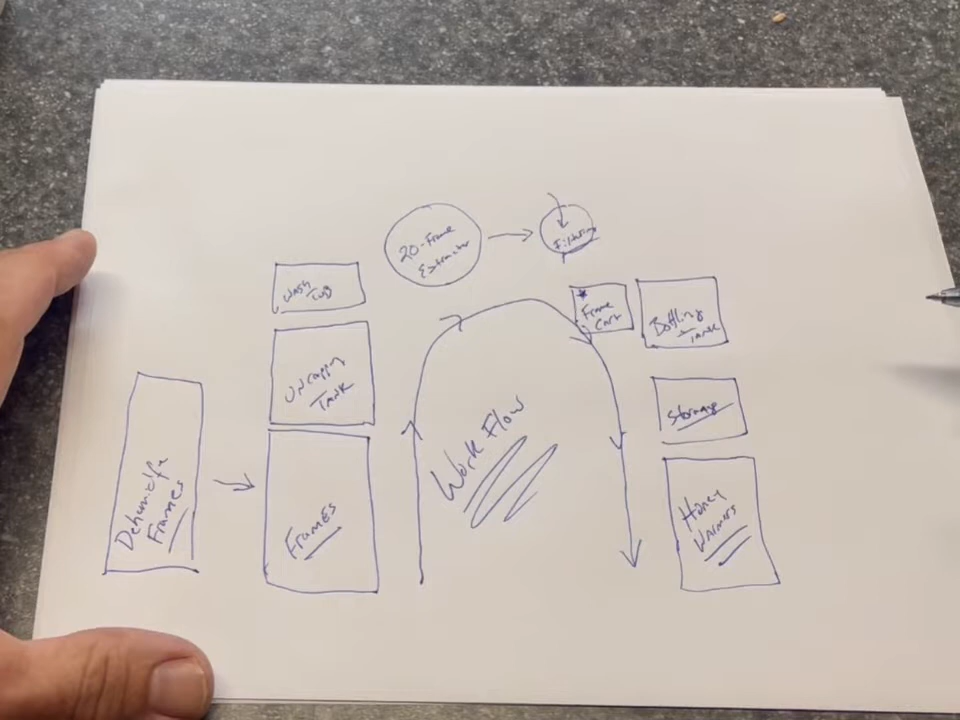 20-Frame
Extractor
Filtering
Wash
Tub
Frame
Cart
Bottling
TANK
Uncapping
TANK
Storage
Work Flow
Dehumidify
Frames
FRAMES
Honey
Warmers